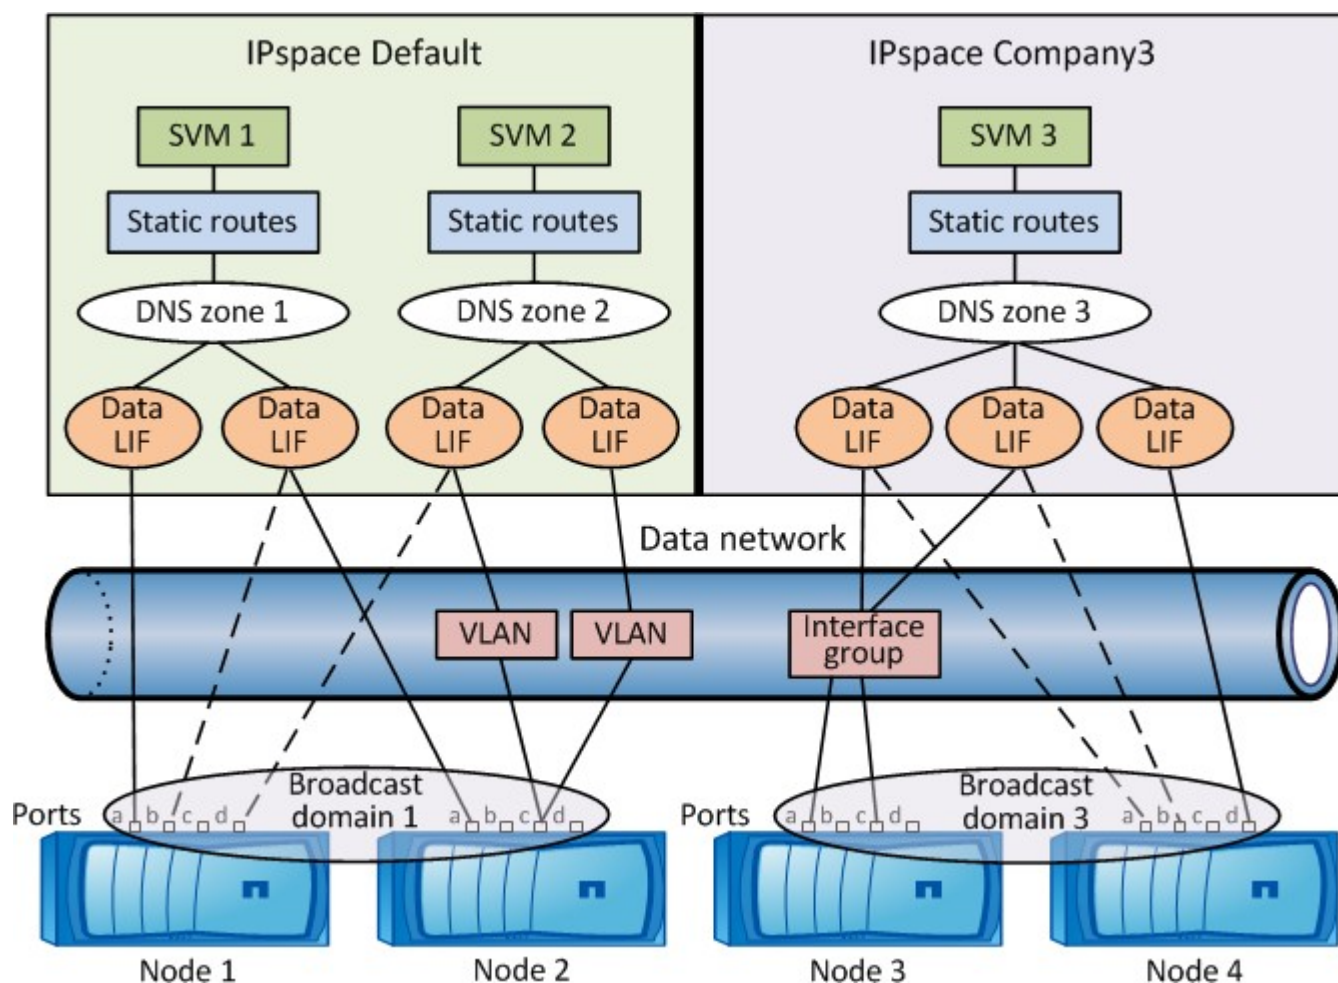 IPspace Default
IPspace Company3
SVM 1
SVM 2
SVM 3
Static routes
Static routes
Static routes
DNS zone 1
DNS zone 2
DNS zone 3
Data
LIF
Data
LIF
Data
LIF
Data
LIF
Data
LIF
Data
LIF
Data
LIF
Data network
VLAN
VLAN
Interface
group
Broadcast
domain 1
Broadcast
domain 3
Ports
a b c d
a b c d
Ports
a b c d
a b c d
Node 1
Node 2
Node 3
Node 4